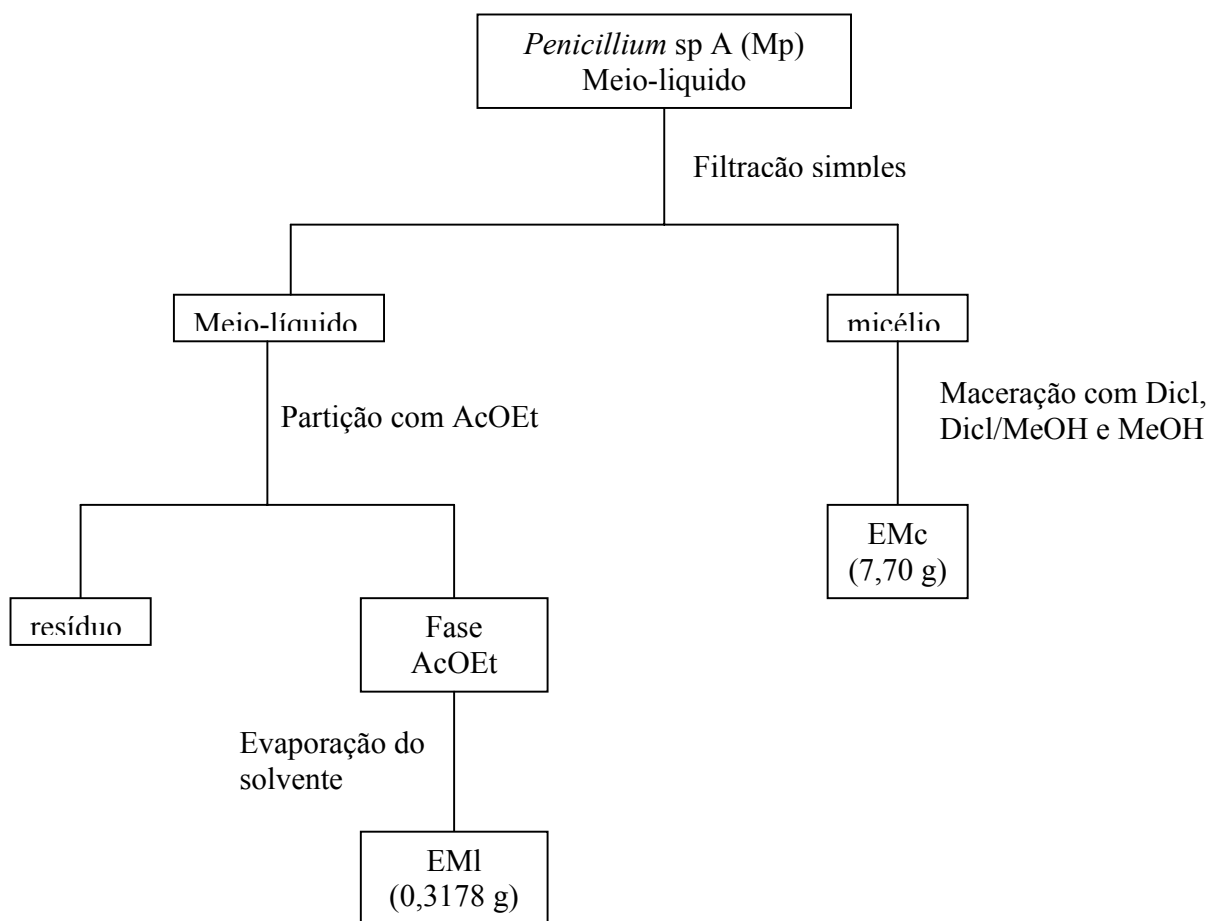 Penicillium sp A (Mp)
Meio-liquido
Filtração simples
Meio-líquido
micélio
Partição com AcOEt
Maceração com Dicl,
Dicl/MeOH e MeOH
EMc
(7,70 g)
resíduo
Fase
AcOEt
Evaporação do
solvente
EMl
(0,3178 g)